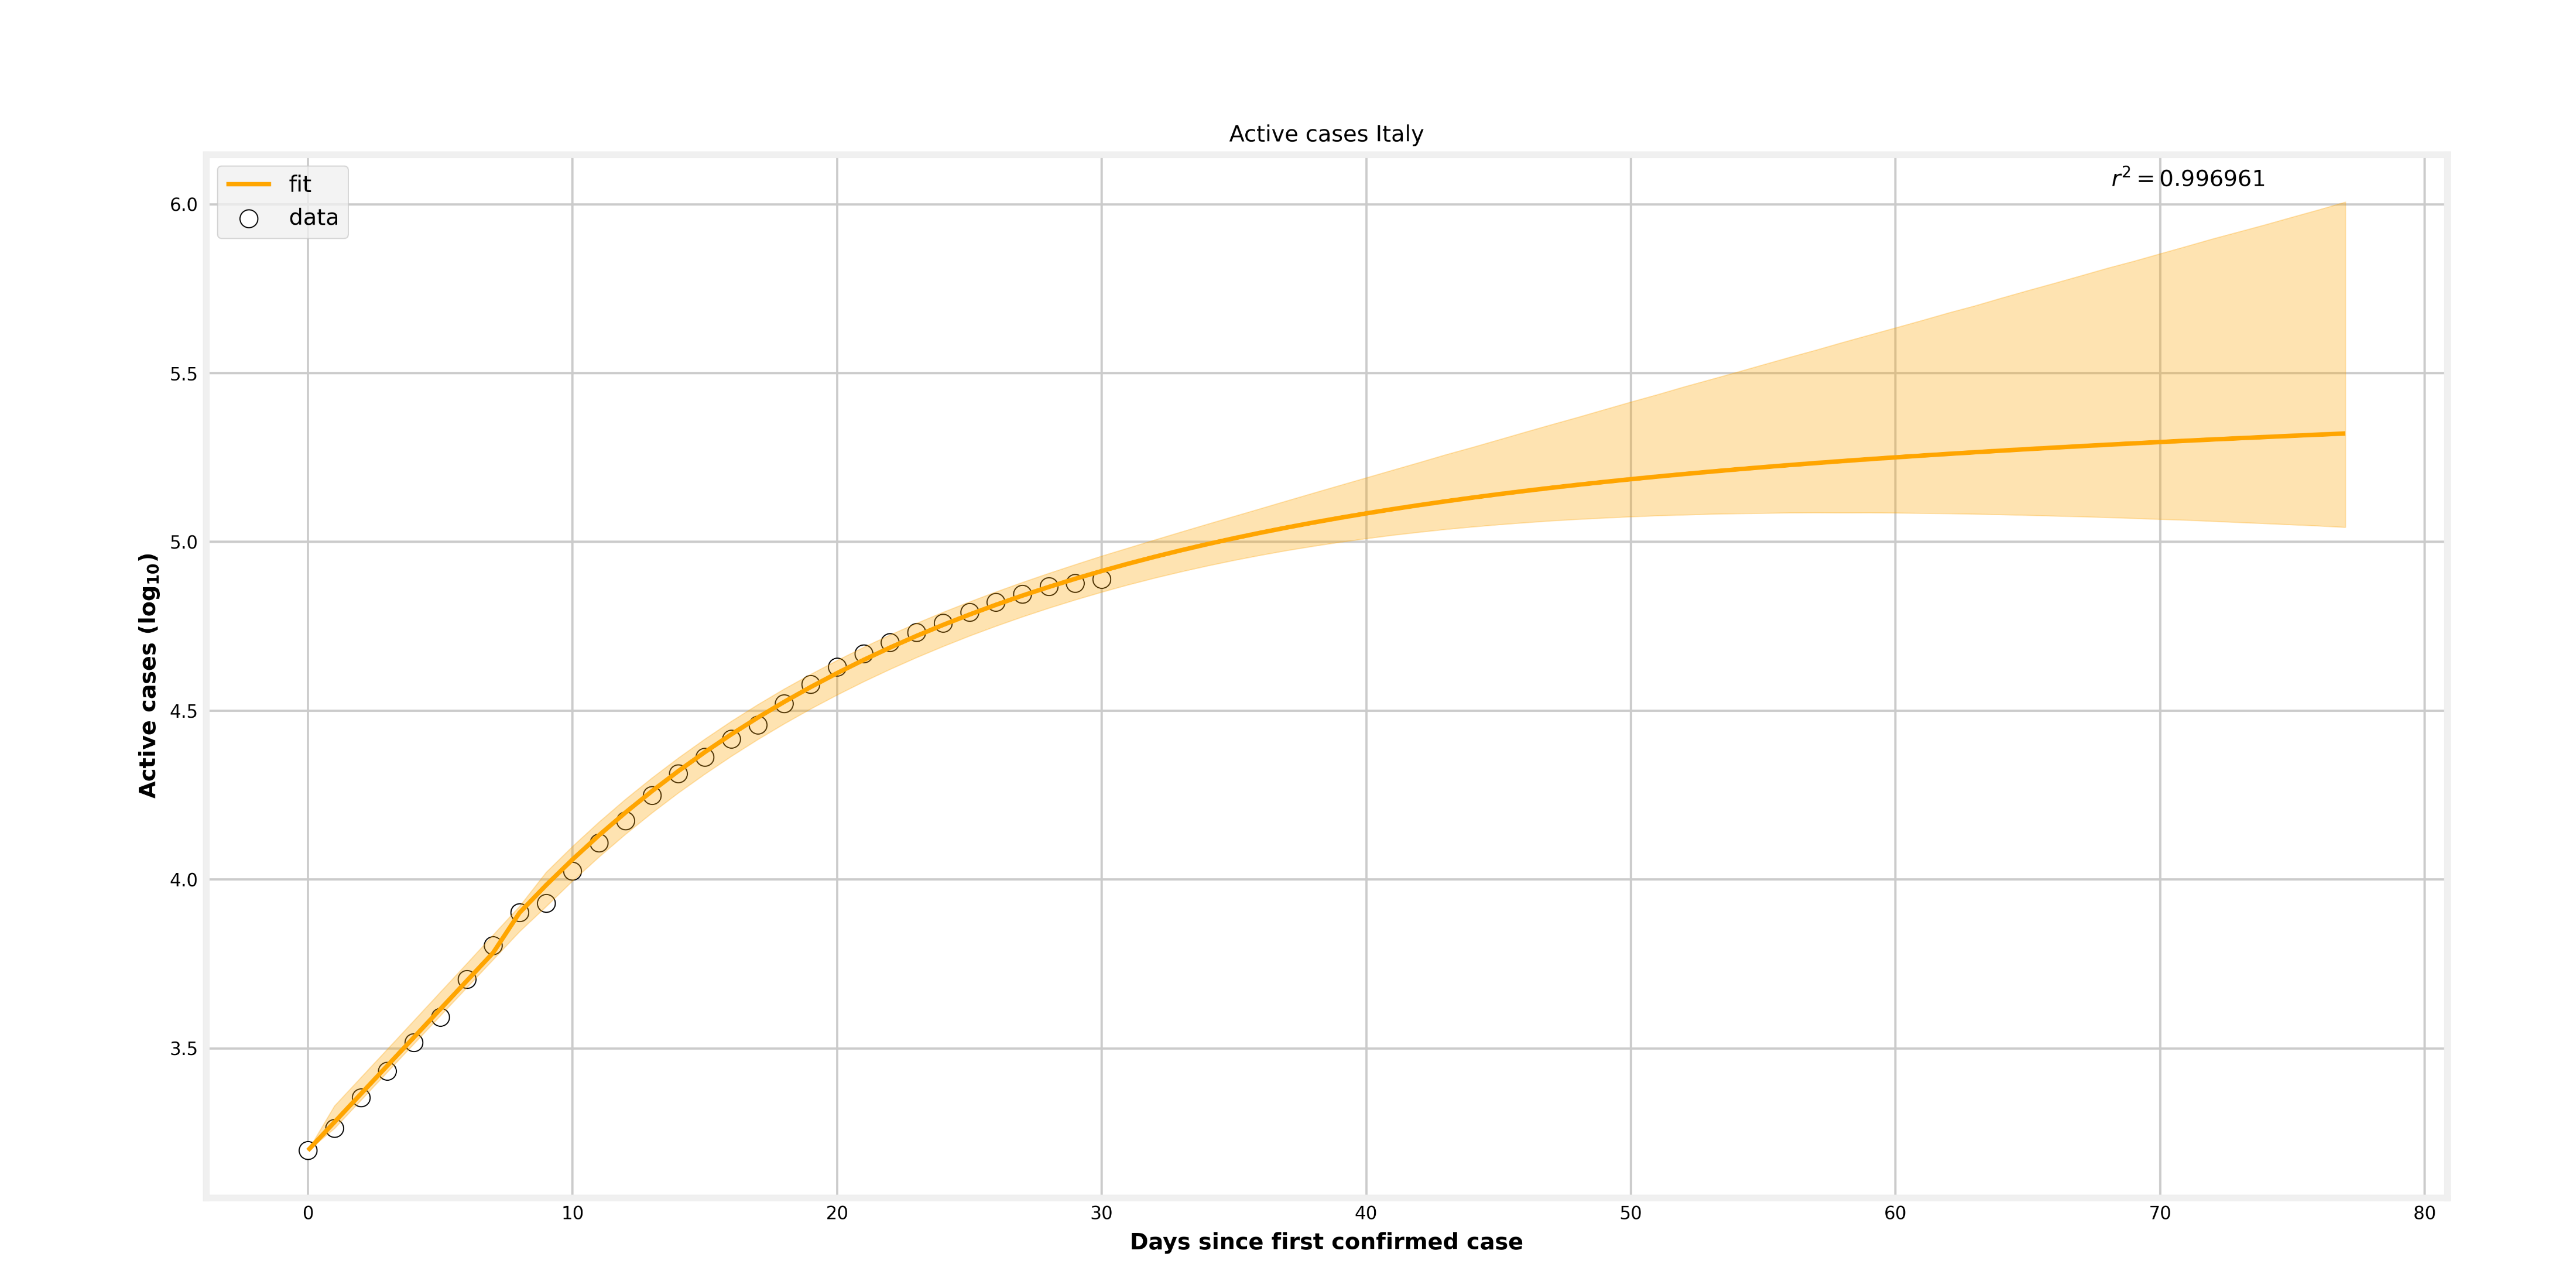 Active cases Italy
fit
data
r² = 0.996961
6.0
5.5
5.0
4.5
4.0
3.5
Active cases (log₁₀)
0 10 20 30 40 50 60 70 80
Days since first confirmed case